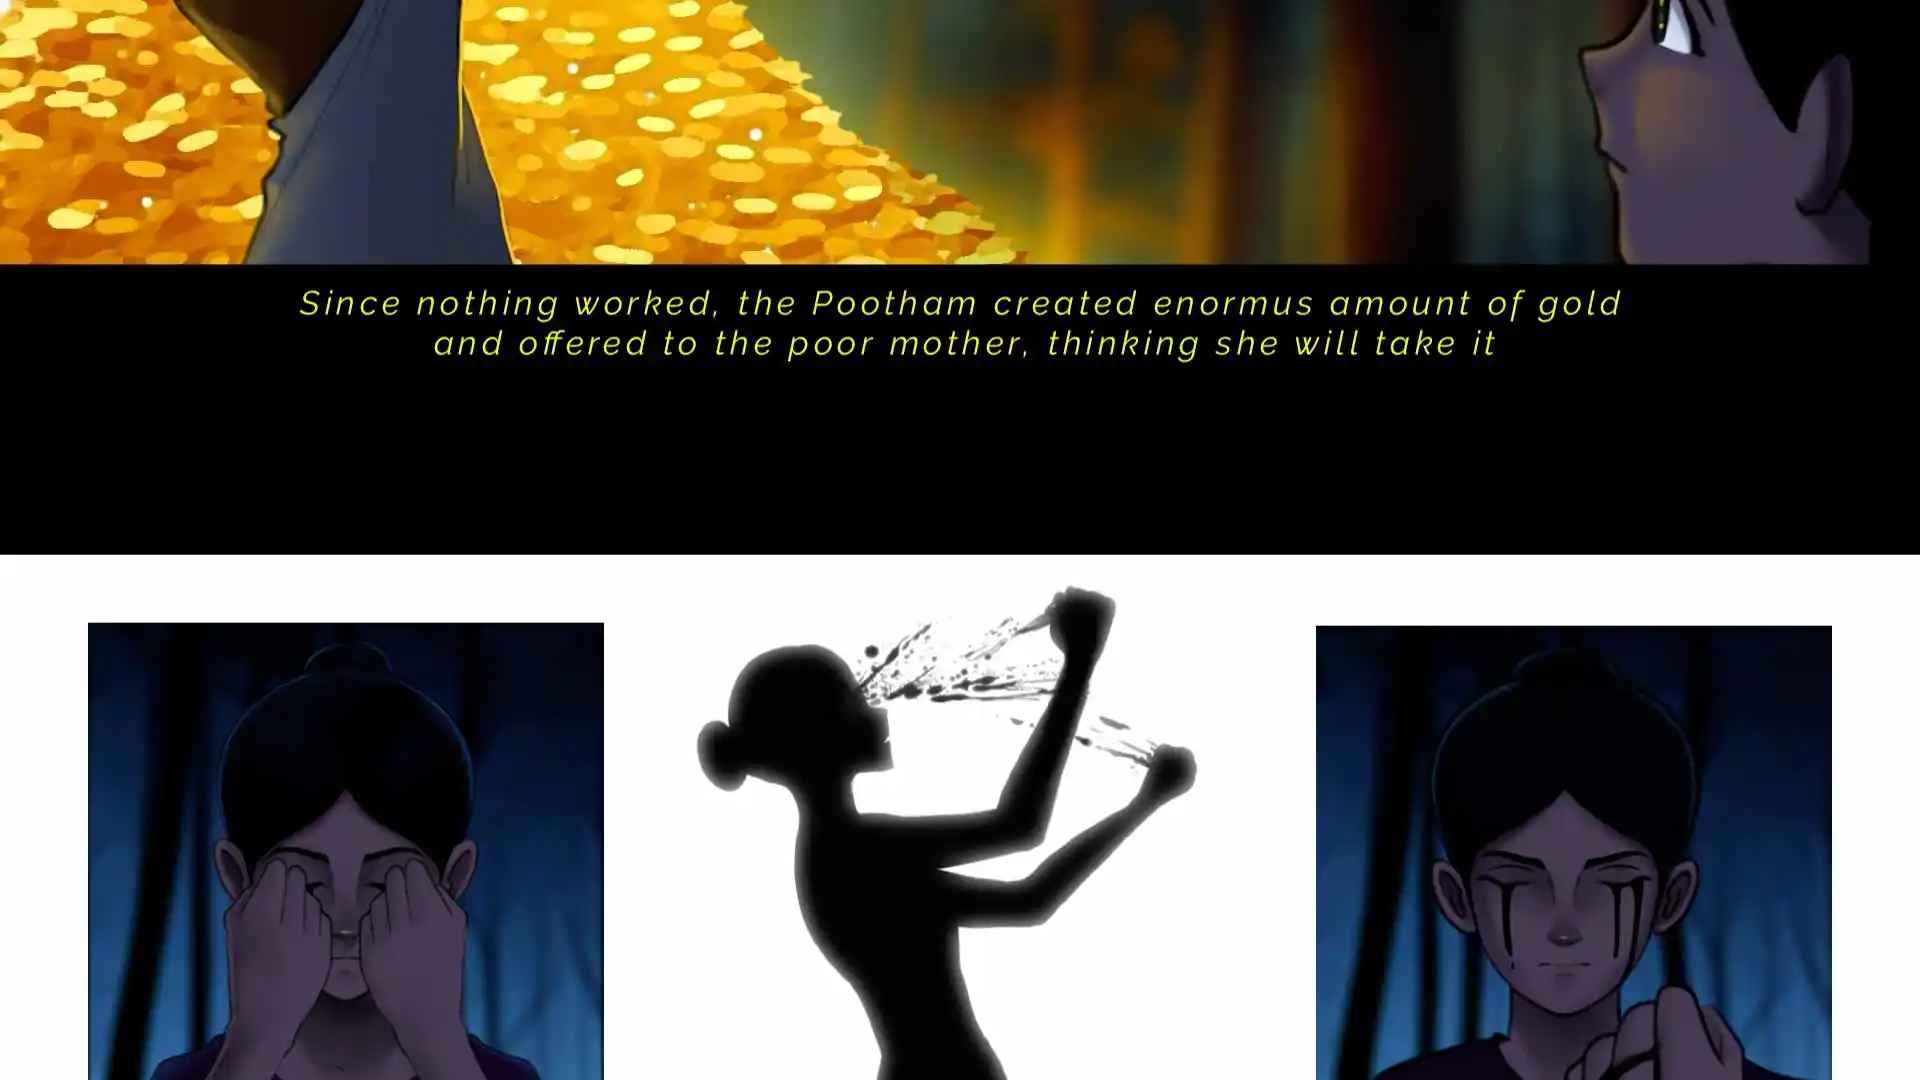 Since nothing worked, the Pootham created enormus amount of gold
and offered to the poor mother, thinking she will take it